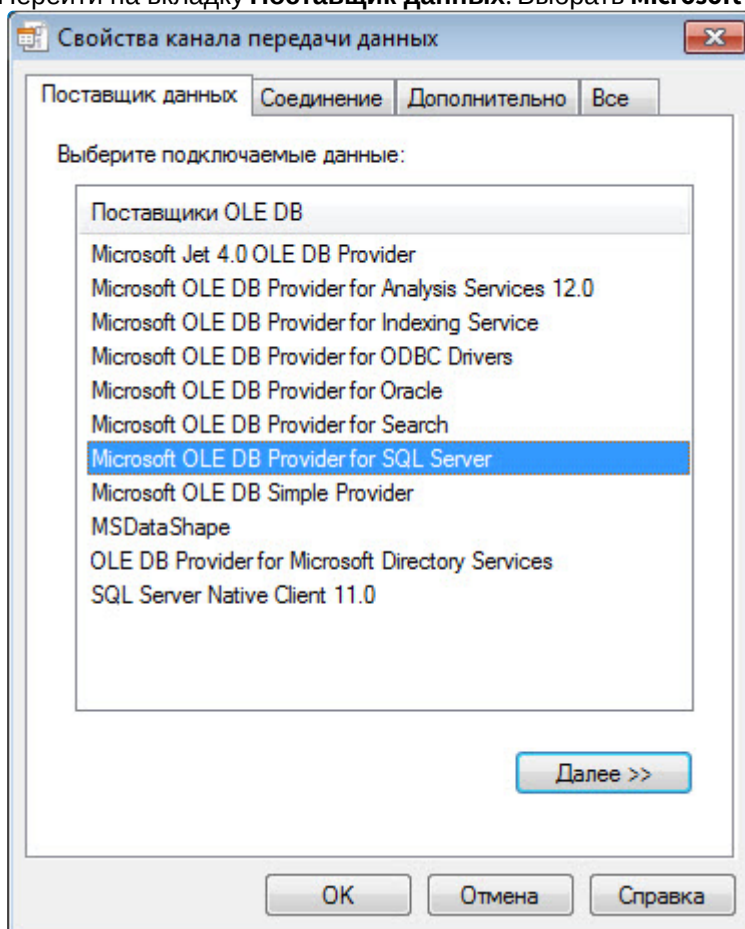 Перейти на вкладку Поставщик данных. Выбрать Microsoft
Свойства канала передачи данных
Поставщик данных Соединение Дополнительно Все
Выберите подключаемые данные:
Поставщики OLE DB
Microsoft Jet 4.0 OLE DB Provider
Microsoft OLE DB Provider for Analysis Services 12.0
Microsoft OLE DB Provider for Indexing Service
Microsoft OLE DB Provider for ODBC Drivers
Microsoft OLE DB Provider for Oracle
Microsoft OLE DB Provider for Search
Microsoft OLE DB Provider for SQL Server
Microsoft OLE DB Simple Provider
MSDataShape
OLE DB Provider for Microsoft Directory Services
SQL Server Native Client 11.0
Далее >>
OK Отмена Справка